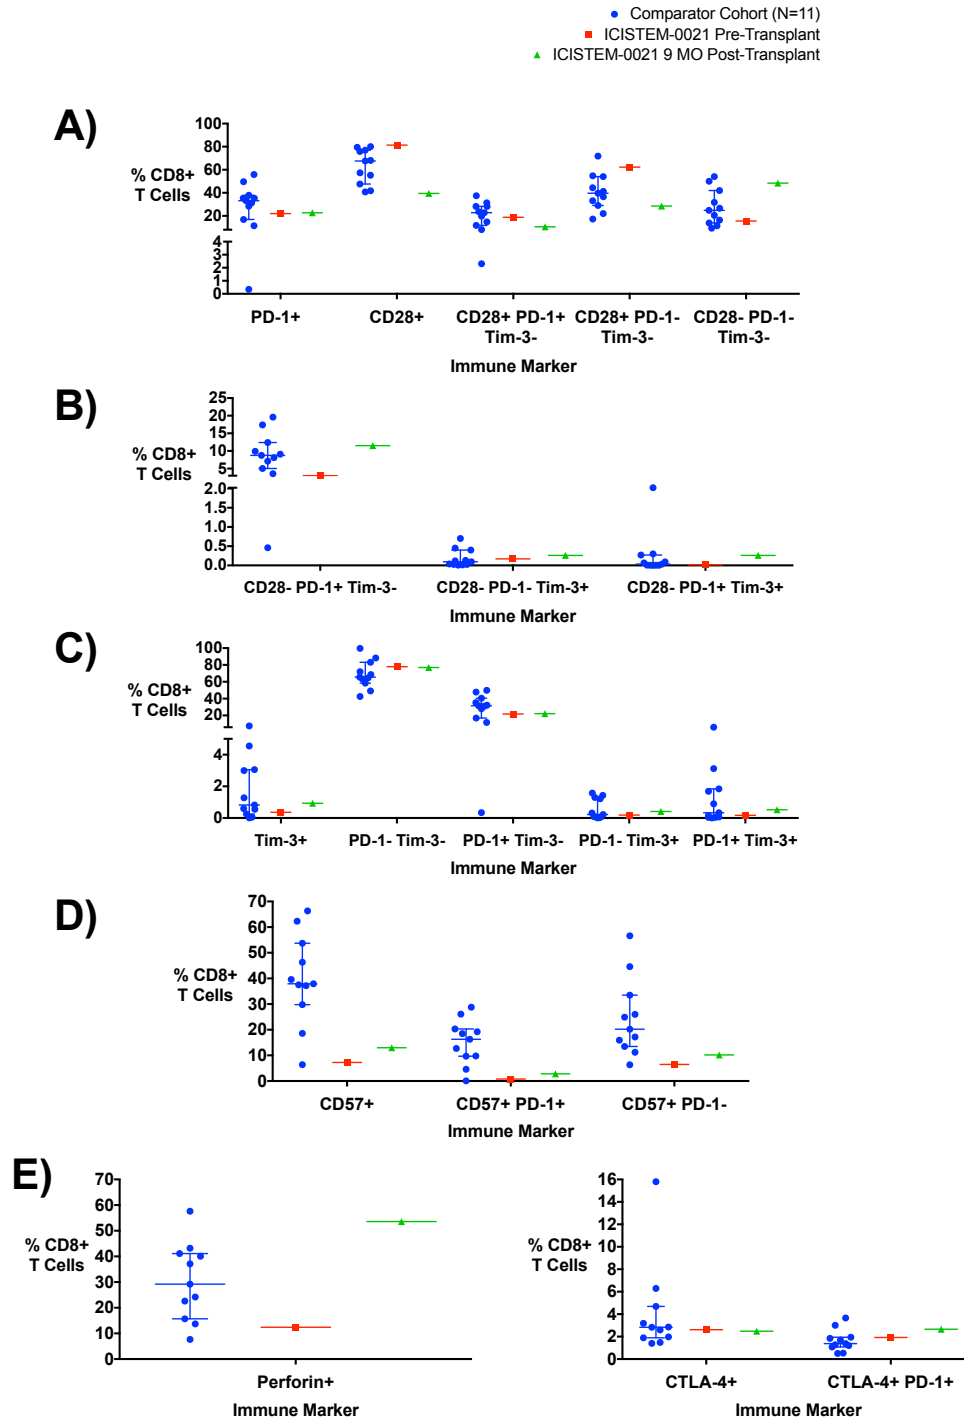 Comparator Cohort (N=11)
ICISTEM-0021 Pre-Transplant
ICISTEM-0021 9 MO Post-Transplant
A)
% CD8+
T Cells
100
80
60
40
20
4
3
2
1
0
PD-1+
CD28+
CD28+ PD-1+
Tim-3-
CD28+ PD-1-
Tim-3-
CD28- PD-1-
Tim-3-
Immune Marker
B)
% CD8+
T Cells
25
20
15
10
5
2.0
1.5
1.0
0.5
0.0
CD28- PD-1+ Tim-3-
CD28- PD-1- Tim-3+
CD28- PD-1+ Tim-3+
Immune Marker
C)
% CD8+
T Cells
100
80
60
40
20
4
2
0
Tim-3+
PD-1- Tim-3-
PD-1+ Tim-3-
PD-1- Tim-3+
PD-1+ Tim-3+
Immune Marker
D)
% CD8+
T Cells
70
60
50
40
30
20
10
0
CD57+
CD57+ PD-1+
CD57+ PD-1-
Immune Marker
E)
% CD8+
T Cells
70
60
50
40
30
20
10
0
Perforin+
Immune Marker
% CD8+
T Cells
16
14
12
10
8
6
4
2
0
CTLA-4+
CTLA-4+ PD-1+
Immune Marker